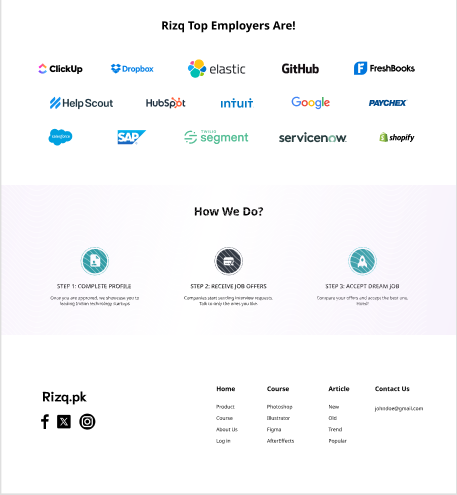 Rizq Top Employers Are!
ClickUp Dropbox elastic GitHub FreshBooks
Help Scout HubSpot intuit Google PAYCHEX
salesforce SAP TWILIO segment servicenow shopify
How We Do?
STEP 1: COMPLETE PROFILE STEP 2: RECEIVE JOB OFFERS STEP 3: ACCEPT DREAM JOB
Once you are approved, we showcase you to Companies start sending interview requests. Compare your offers and accept the best one.
leading Indian technology startups Talk to only the ones you like. Hired!
Rizq.pk Home Course Article Contact Us
Product Photoshop New johndoe@gmail.com
Course Illustrator Old
About Us Figma Trend
Log in AfterEffects Popular